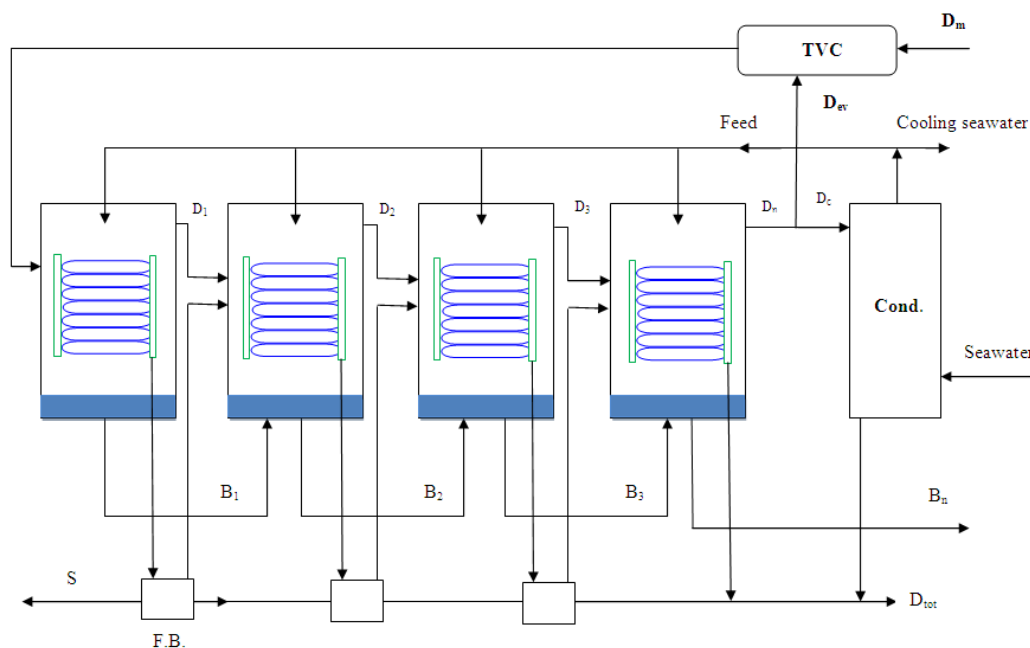 TVC
Dm
Dev
Feed
Cooling seawater
D1
D2
D3
Dn
Dc
Cond.
Seawater
B1
B2
B3
Bn
S
Dtot
F.B.